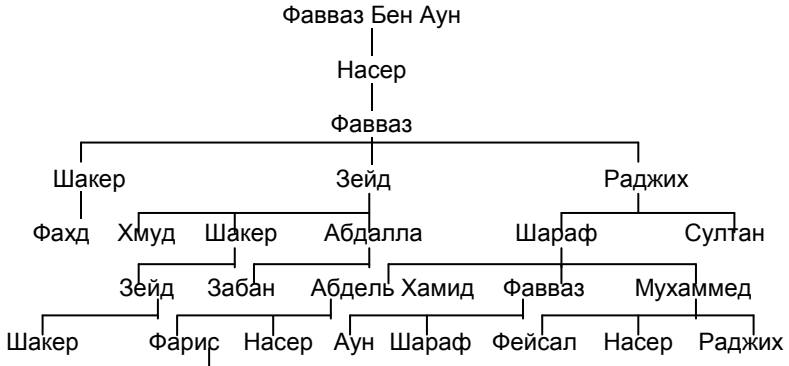 Фавваз Бен Аун
Насер
Фавваз
Шакер Зейд Раджих
Фахд Хмуд Шакер Абдалла Шараф Султан
Зейд Забан Абдель Хамид Фавваз Мухаммед
Шакер Фарис Насер Аун Шараф Фейсал Насер Раджих